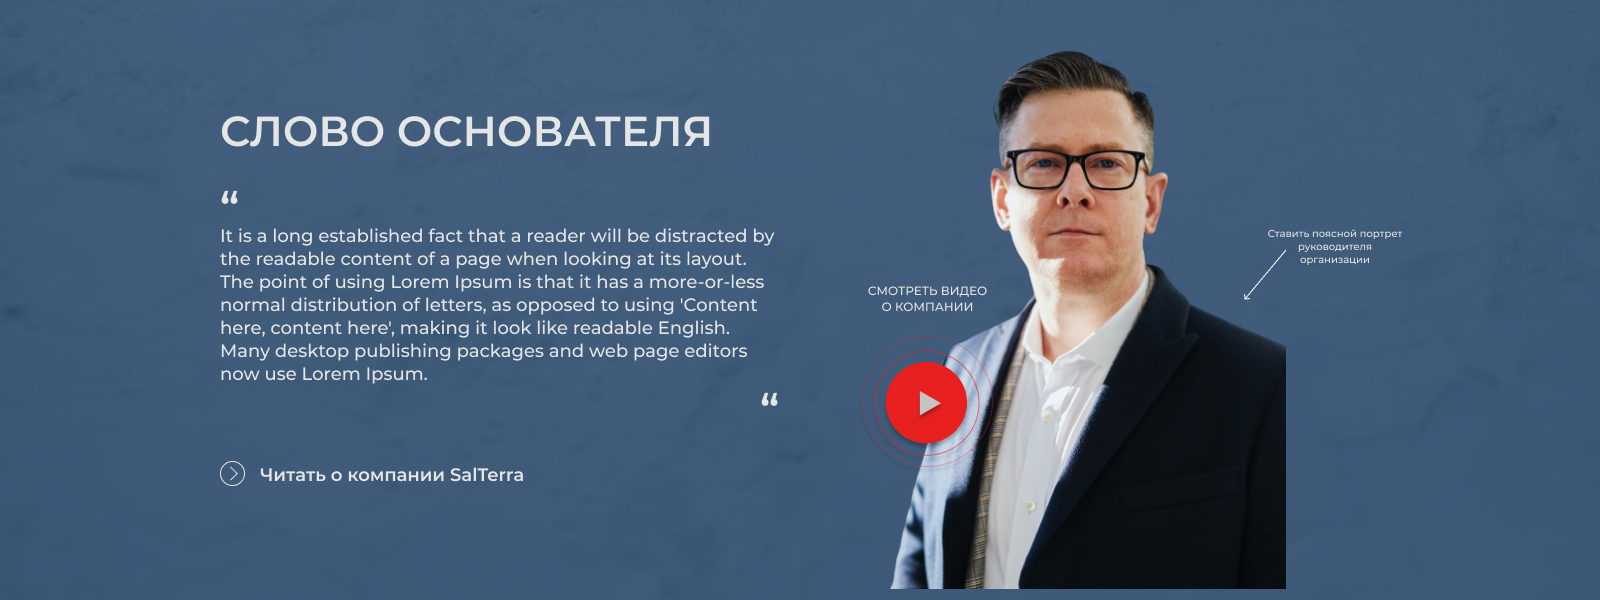 СЛОВО ОСНОВАТЕЛЯ
“
It is a long established fact that a reader will be distracted by
the readable content of a page when looking at its layout.
The point of using Lorem Ipsum is that it has a more-or-less
normal distribution of letters, as opposed to using 'Content
here, content here', making it look like readable English.
Many desktop publishing packages and web page editors
now use Lorem Ipsum.
“
Читать о компании SalTerra
СМОТРЕТЬ ВИДЕО
О КОМПАНИИ
Ставить поясной портрет
руководителя
организации